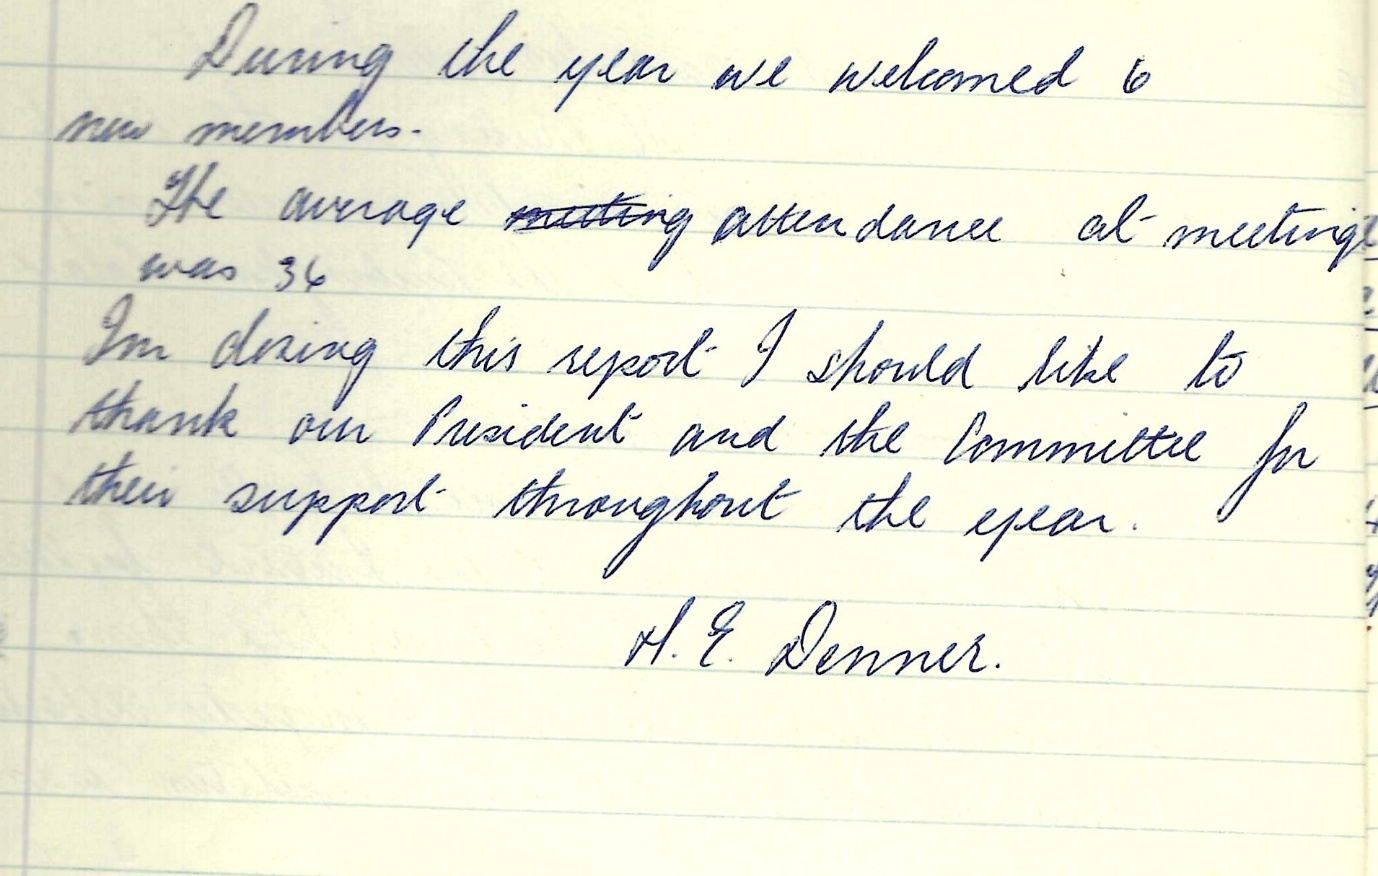 During the year we welcomed 6
new members.
The average meeting attendance at meetings
was 36
In closing this report I should like to
thank our President and the Committee for
their support throughout the year.
H. E. Denner.